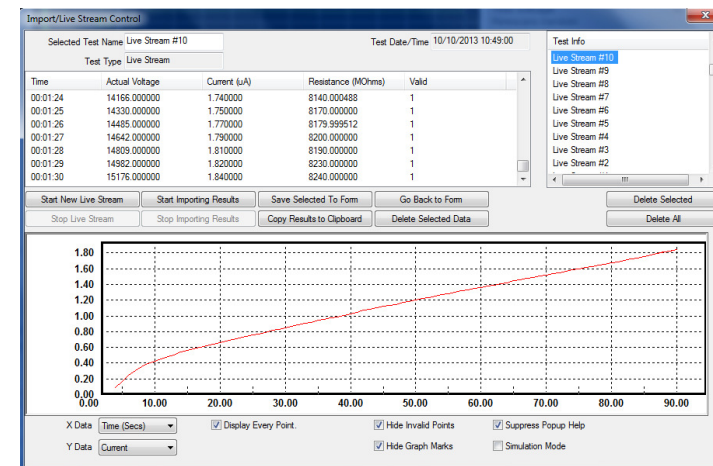 Import/Live Stream Control
Selected Test Name Live Stream #10 Test Date/Time 10/10/2013 10:49:00
Test Type Live Stream
Time Actual Voltage Current (uA) Resistance (MOhms) Valid
00:01:24 14166.000000 1.740000 8140.000488 1
00:01:25 14330.000000 1.750000 8170.000000 1
00:01:26 14485.000000 1.770000 8179.999512 1
00:01:27 14642.000000 1.790000 8200.000000 1
00:01:28 14809.000000 1.810000 8190.000000 1
00:01:29 14982.000000 1.820000 8230.000000 1
00:01:30 15176.000000 1.840000 8240.000000 1
Test Info
Live Stream #10
Live Stream #9
Live Stream #8
Live Stream #7
Live Stream #6
Live Stream #5
Live Stream #4
Live Stream #3
Live Stream #2
Start New Live Stream Start Importing Results Save Selected To Form Go Back to Form Delete Selected
Stop Live Stream Stop Importing Results Copy Results to Clipboard Delete Selected Data Delete All
1.80
1.60
1.40
1.20
1.00
0.80
0.60
0.40
0.20
0.00
0.00 10.00 20.00 30.00 40.00 50.00 60.00 70.00 80.00 90.00
X Data Time (Secs) Display Every Point. Hide Invalid Points Suppress Popup Help
Y Data Current Hide Graph Marks Simulation Mode